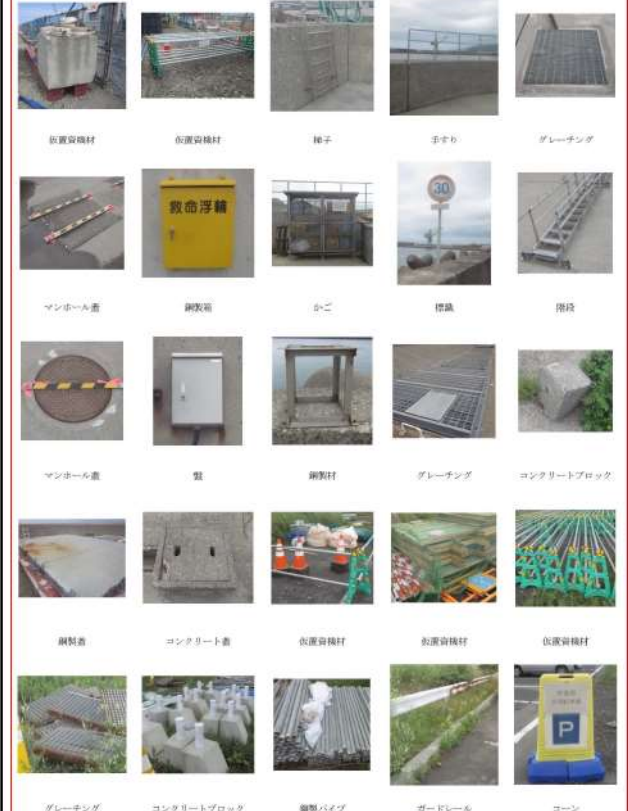 仮置資機材
仮置資機材
梯子
手すり
グレーチング
救命浮輪
30
マンホール蓋
鋼製箱
かご
標識
階段
マンホール蓋
盤
鋼製材
グレーチング
コンクリートブロック
鋼製蓋
コンクリート蓋
仮置資機材
仮置資機材
仮置資機材
P
グレーチング
コンクリートブロック
鋼製パイプ
ガードレール
コーン